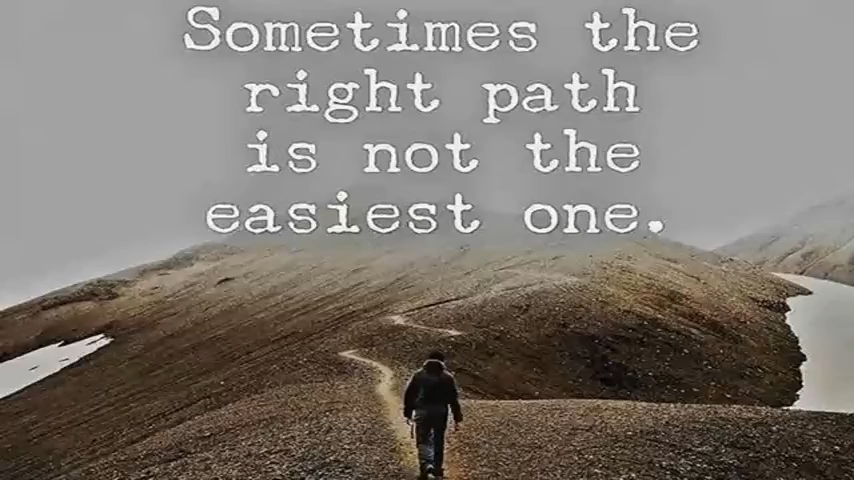 Sometimes the
right path
is not the
easiest one.